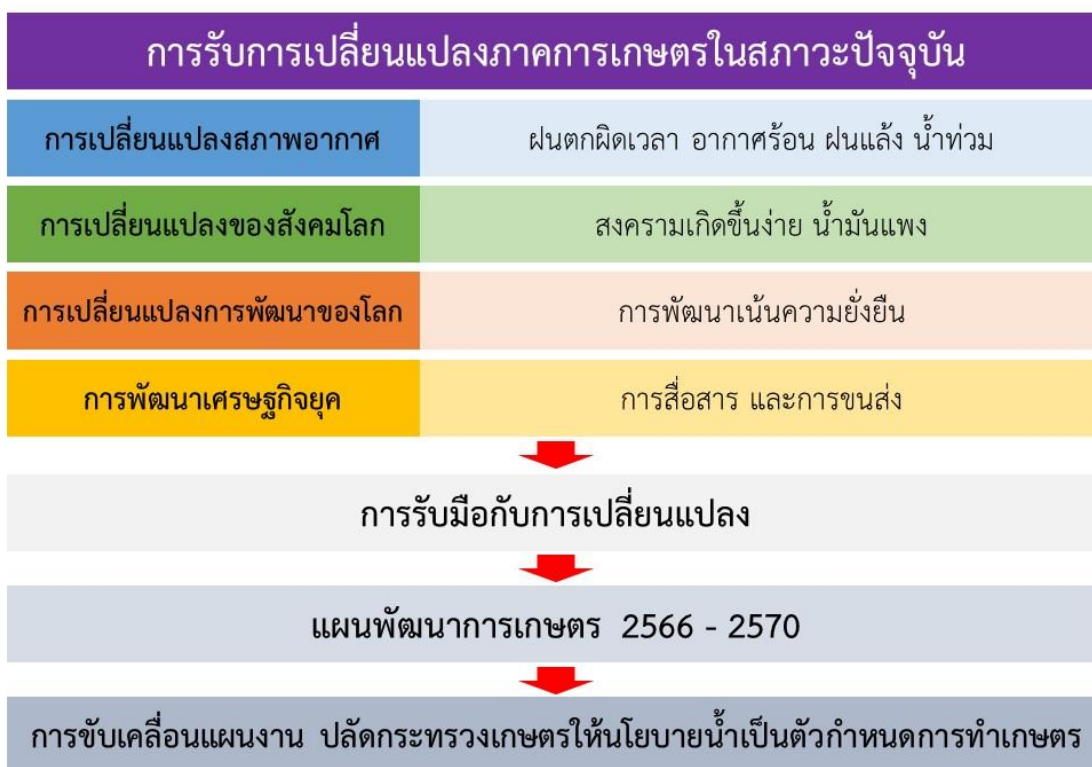 การรับการเปลี่ยนแปลงภาคการเกษตรในสภาวะปัจจุบัน
การเปลี่ยนแปลงสภาพอากาศ ฝนตกผิดเวลา อากาศร้อน ฝนแล้ง น้ำท่วม
การเปลี่ยนแปลงของสังคมโลก สงครามเกิดขึ้นง่าย น้ำมันแพง
การเปลี่ยนแปลงการพัฒนาของโลก การพัฒนาเน้นความยั่งยืน
การพัฒนาเศรษฐกิจยุค การสื่อสาร และการขนส่ง
การรับมือกับการเปลี่ยนแปลง
แผนพัฒนาการเกษตร 2566 - 2570
การขับเคลื่อนแผนงาน ปลัดกระทรวงเกษตรให้นโยบายน้ำเป็นตัวกำหนดการทำเกษตร